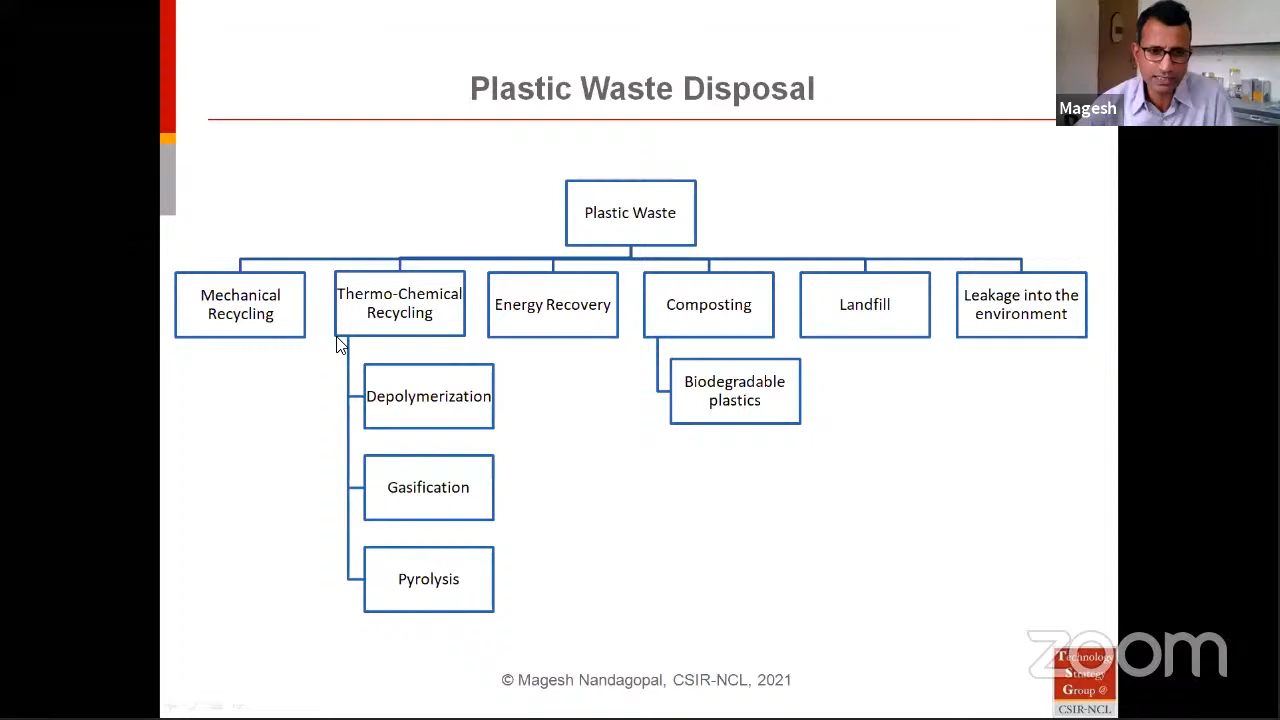 Plastic Waste Disposal
Magesh
Plastic Waste
Mechanical
Recycling
Thermo-Chemical
Recycling
Energy Recovery
Composting
Landfill
Leakage into the
environment
Depolymerization
Biodegradable
plastics
Gasification
Pyrolysis
© Magesh Nandagopal, CSIR-NCL, 2021
zoom
Technology
Strategy
Group @
CSIR-NCL